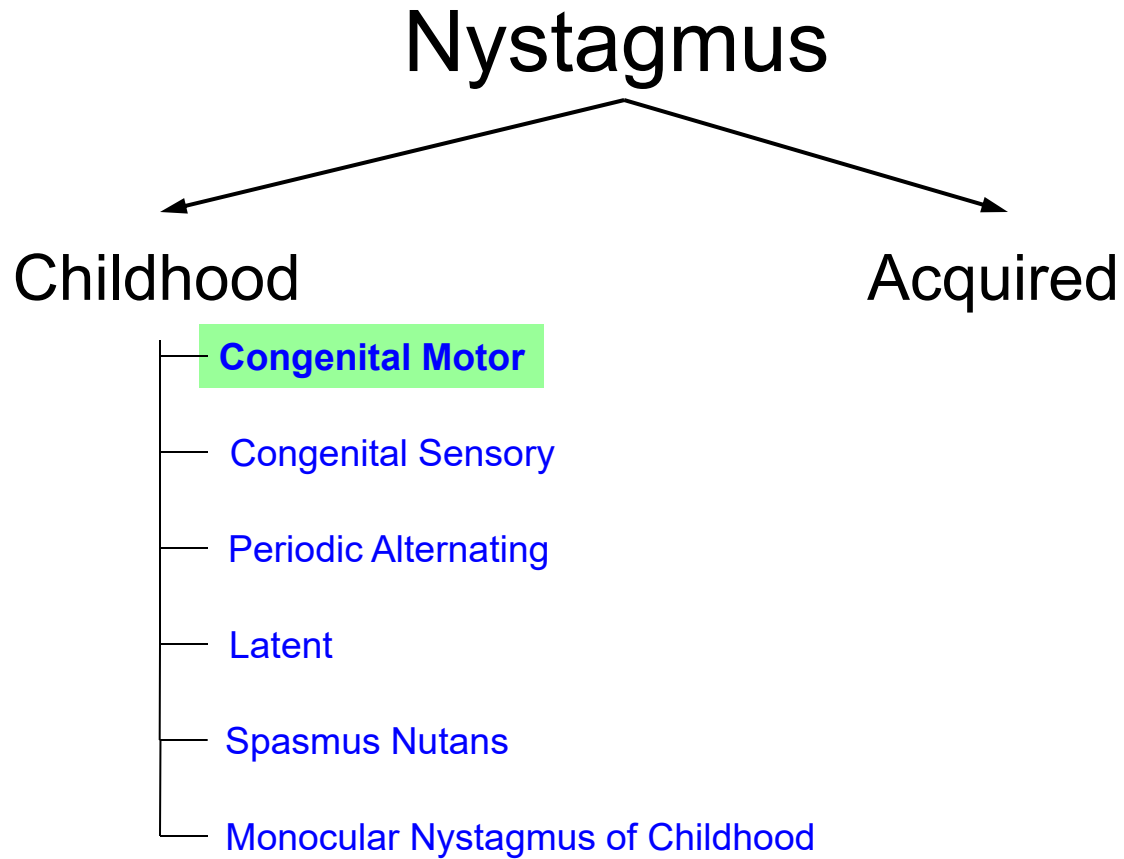 Nystagmus
Childhood
Acquired
Congenital Motor
Congenital Sensory
Periodic Alternating
Latent
Spasmus Nutans
Monocular Nystagmus of Childhood